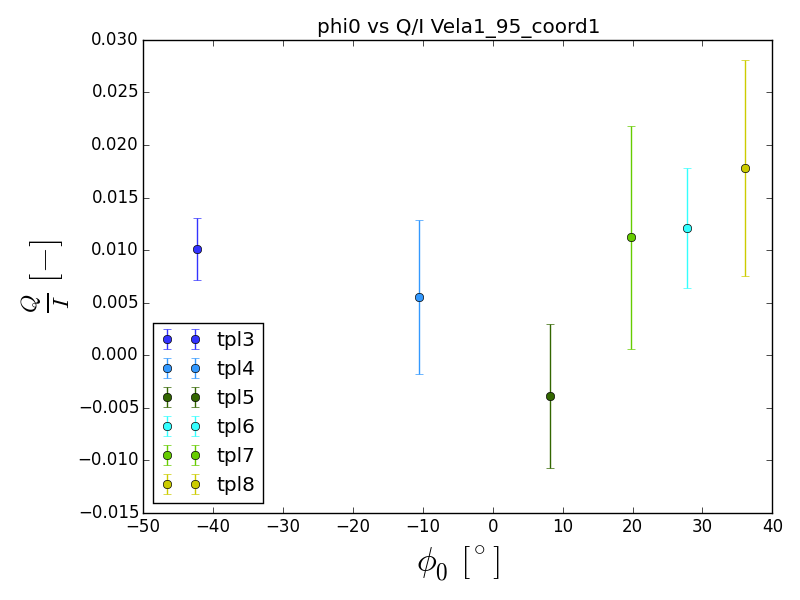 phi0 vs Q/I Vela1_95_coord1
0.030
0.025
0.020
0.015
0.010
0.005
0.000
−0.005
−0.010
−0.015
Q/I [−]
tpl3
tpl4
tpl5
tpl6
tpl7
tpl8
−50 −40 −30 −20 −10 0 10 20 30 40
ϕ₀ [°]